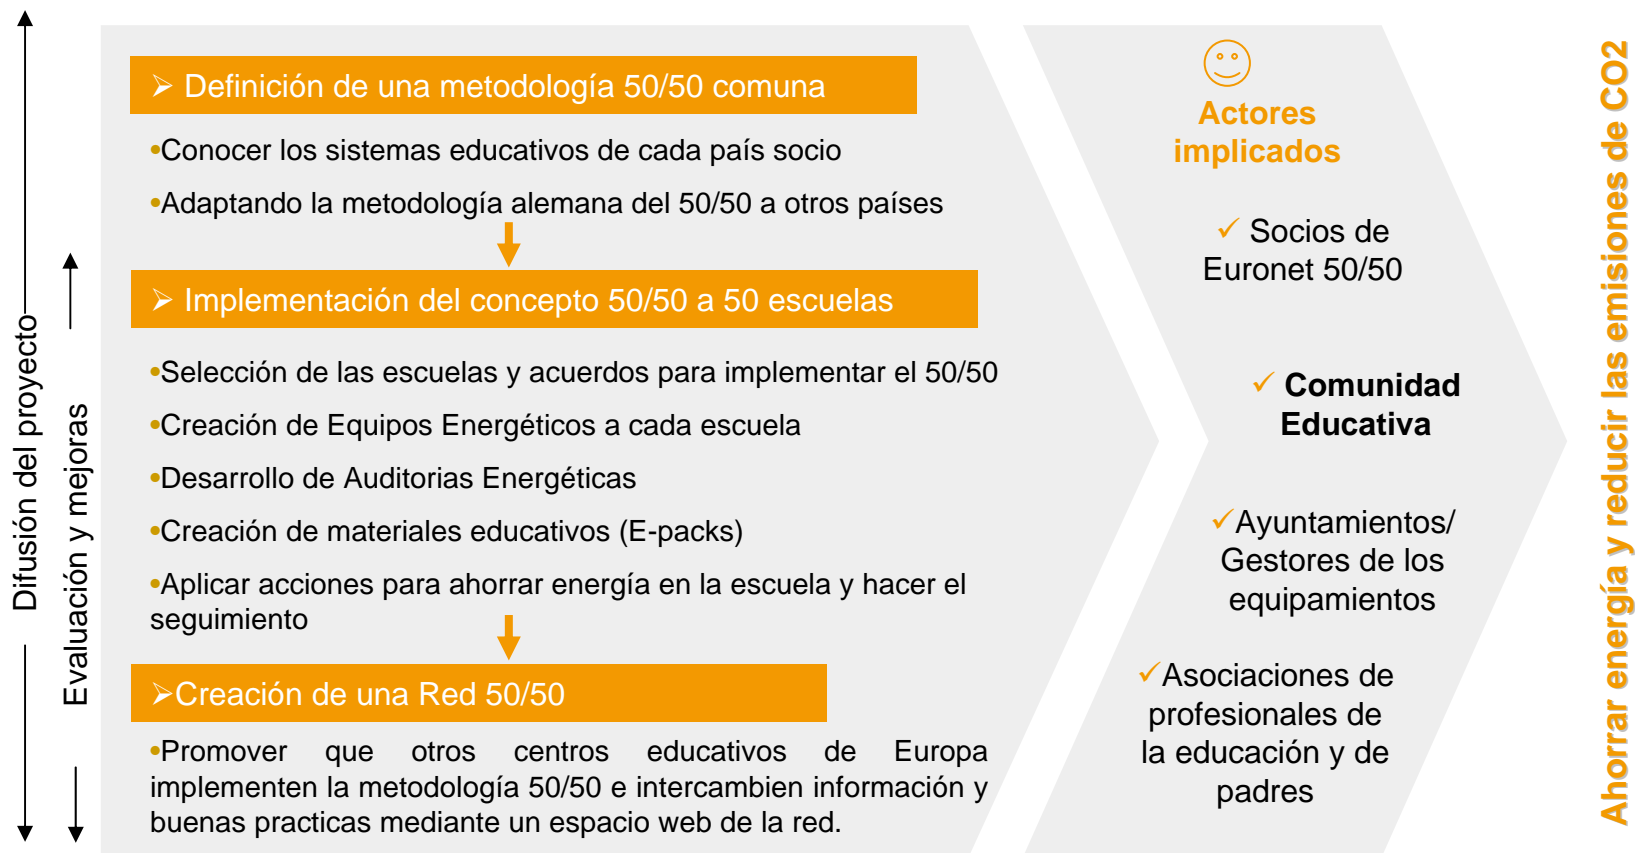 Difusión del proyecto
Evaluación y mejoras
➢ Definición de una metodología 50/50 comuna
•Conocer los sistemas educativos de cada país socio
•Adaptando la metodología alemana del 50/50 a otros países
➢ Implementación del concepto 50/50 a 50 escuelas
•Selección de las escuelas y acuerdos para implementar el 50/50
•Creación de Equipos Energéticos a cada escuela
•Desarrollo de Auditorias Energéticas
•Creación de materiales educativos (E-packs)
•Aplicar acciones para ahorrar energía en la escuela y hacer el
seguimiento
➢Creación de una Red 50/50
•Promover que otros centros educativos de Europa
implementen la metodología 50/50 e intercambien información y
buenas practicas mediante un espacio web de la red.
Actores
implicados
✓ Socios de
Euronet 50/50
✓ Comunidad
Educativa
✓Ayuntamientos/
Gestores de los
equipamientos
✓Asociaciones de
profesionales de
la educación y de
padres
Ahorrar energía y reducir las emisiones de CO2